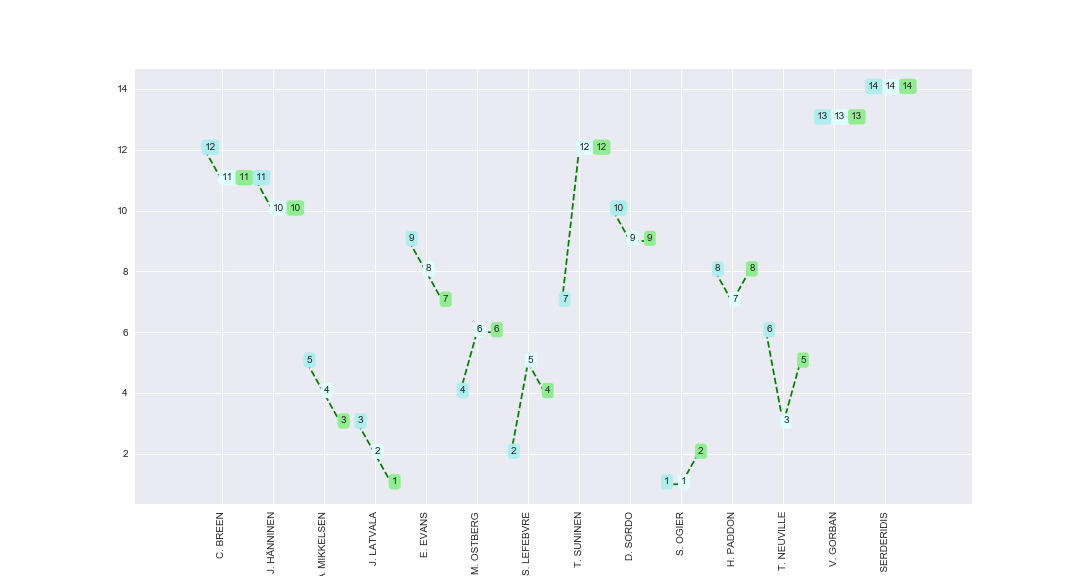 14
12
10
8
6
4
2
12 11 11
11 10 10
5 4 3
3 2 1
9 8 7
4 6 6
2 5 4
7 12 12
10 9 9
1 1 2
8 7 8
6 3 5
13 13 13
14 14 14
C. BREEN
J. HANNINEN
MIKKELSEN
J. LATVALA
E. EVANS
M. OSTBERG
S. LEFEBVRE
T. SUNINEN
D. SORDO
S. OGIER
H. PADDON
T. NEUVILLE
V. GORBAN
SERDERIDIS